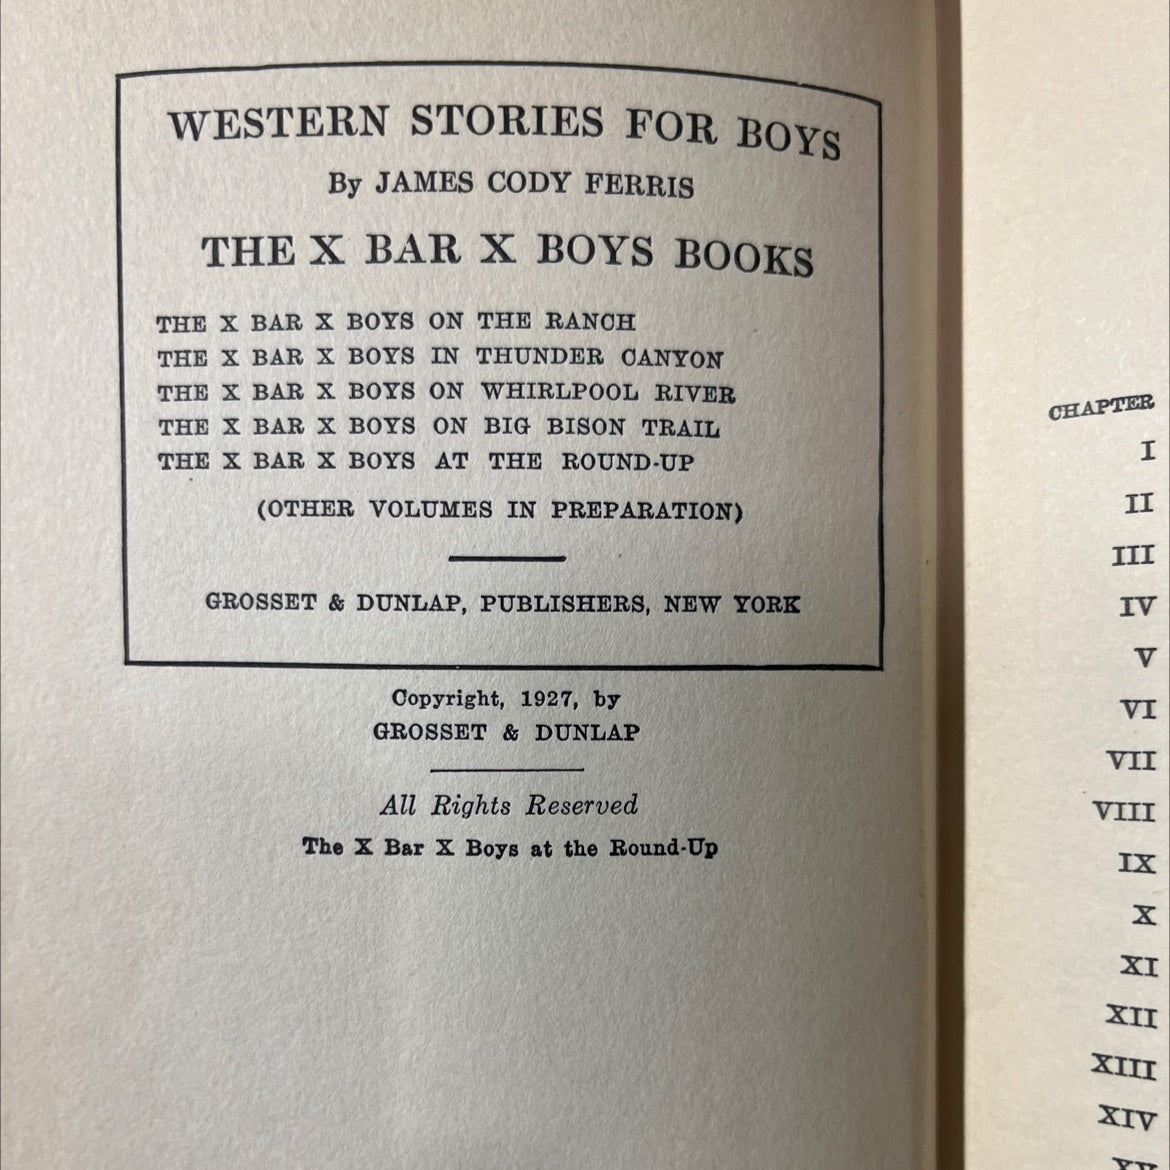 WESTERN STORIES FOR BOYS
By JAMES CODY FERRIS
THE X BAR X BOYS BOOKS
THE X BAR X BOYS ON THE RANCH
THE X BAR X BOYS IN THUNDER CANYON
THE X BAR X BOYS ON WHIRLPOOL RIVER
THE X BAR X BOYS ON BIG BISON TRAIL
THE X BAR X BOYS AT THE ROUND-UP
(OTHER VOLUMES IN PREPARATION)
GROSSET & DUNLAP, PUBLISHERS, NEW YORK
Copyright, 1927, by
GROSSET & DUNLAP
All Rights Reserved
The X Bar X Boys at the Round-Up
CHAPTER
I
II
III
IV
V
VI
VII
VIII
IX
X
XI
XII
XIII
XIV